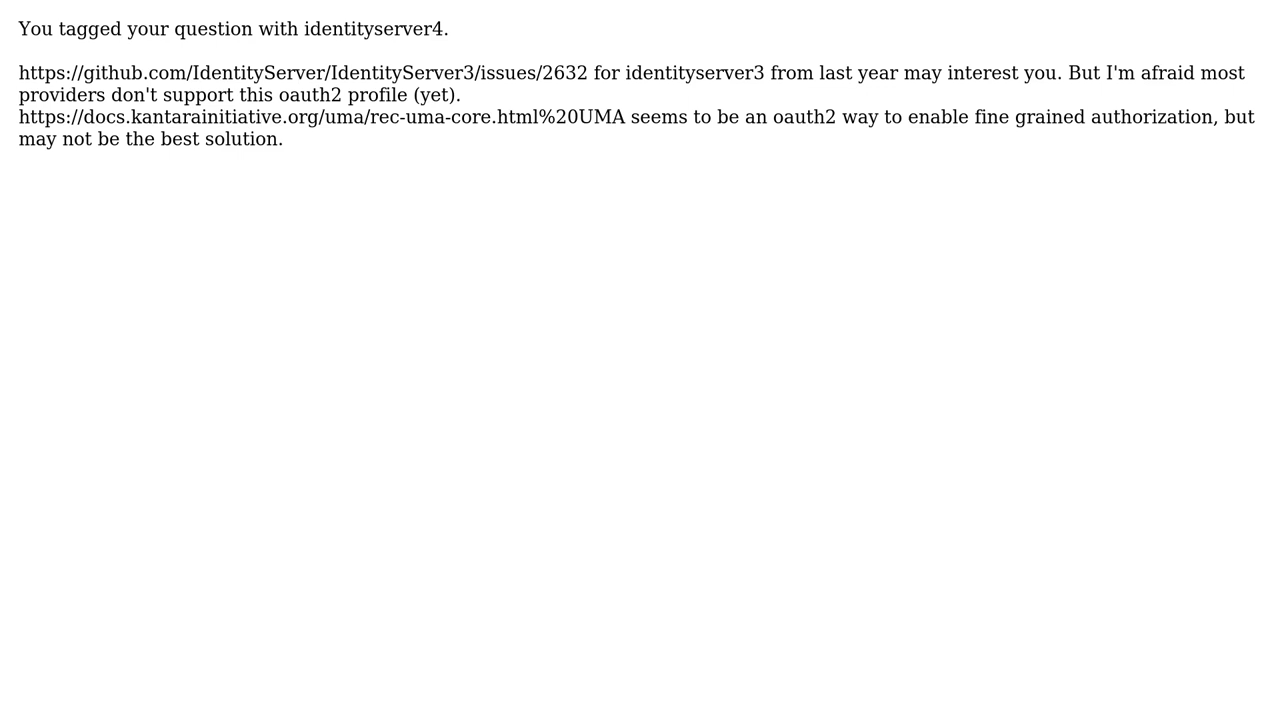 You tagged your question with identityserver4.
https://github.com/IdentityServer/IdentityServer3/issues/2632 for identityserver3 from last year may interest you. But I'm afraid most
providers don't support this oauth2 profile (yet).
https://docs.kantarainitiative.org/uma/rec-uma-core.html%20UMA seems to be an oauth2 way to enable fine grained authorization, but
may not be the best solution.